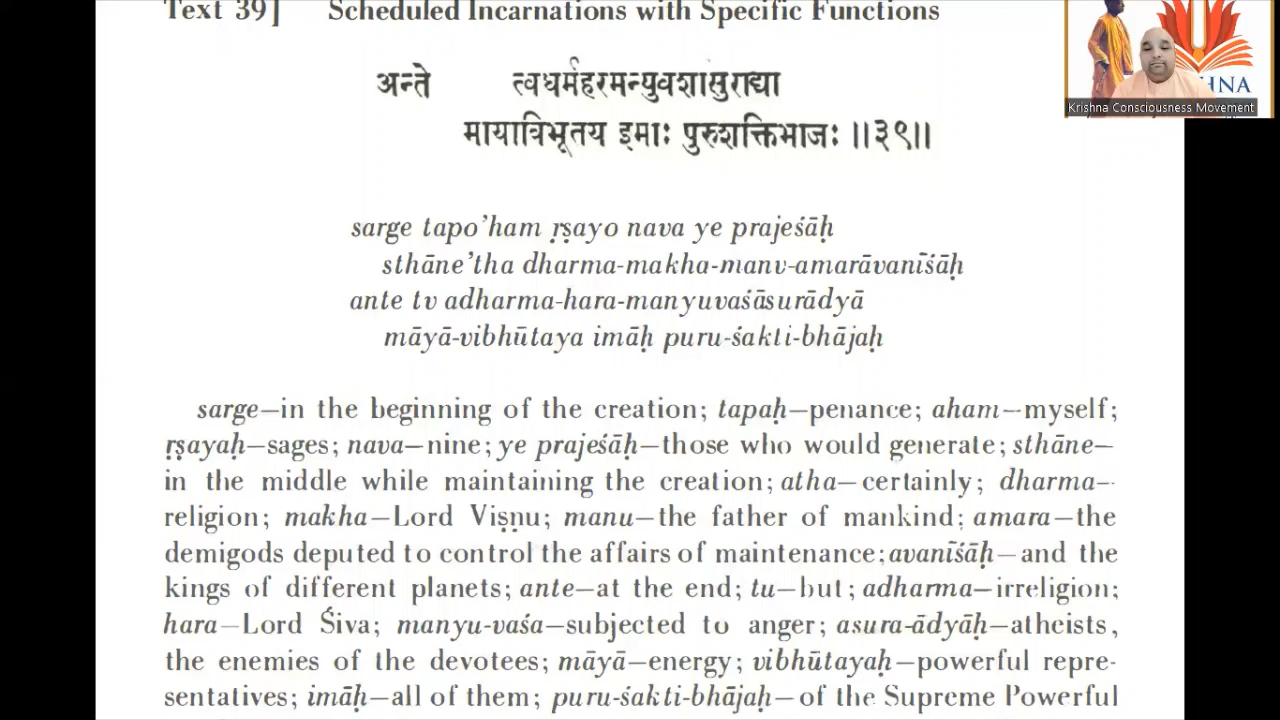 Text 39] Scheduled Incarnations with Specific Functions
अन्ते त्वधर्महरमन्युवशासुराद्या
मायाविभूतय इमाः पुरुशक्तिभाजः ॥३९॥
sarge tapo’ham ṛṣayo nava ye prajeśāḥ
sthāne’tha dharma-makha-manv-amarāvanīśāḥ
ante tv adharma-hara-manyuvaśāsurādyā
māyā-vibhūtaya imāḥ puru-śakti-bhājaḥ
sarge—in the beginning of the creation; tapaḥ—penance; aham—myself;
ṛṣayaḥ—sages; nava—nine; ye prajeśāḥ—those who would generate; sthāne—
in the middle while maintaining the creation; atha—certainly; dharma—
religion; makha—Lord Viṣṇu; manu—the father of mankind; amara—the
demigods deputed to control the affairs of maintenance; avanīśāḥ—and the
kings of different planets; ante—at the end; tu—but; adharma—irreligion;
hara—Lord Śiva; manyu-vaśa—subjected to anger; asura-ādyāḥ—atheists,
the enemies of the devotees; māyā—energy; vibhūtayaḥ—powerful repre-
sentatives; imāḥ—all of them; puru-śakti-bhājaḥ—of the Supreme Powerful
HNA
Krishna Consciousness Movement